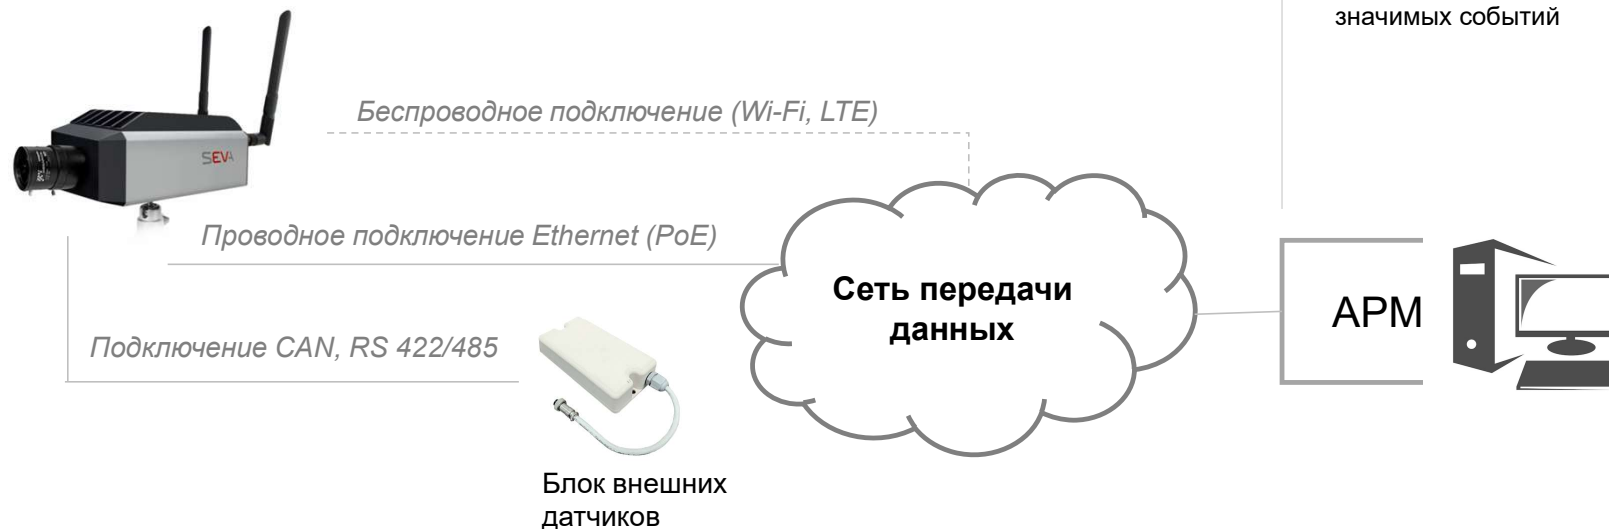 значимых событий
Беспроводное подключение (Wi-Fi, LTE)
SEVA
Проводное подключение Ethernet (PoE)
Сеть передачи
данных
АРМ
Подключение CAN, RS 422/485
Блок внешних
датчиков